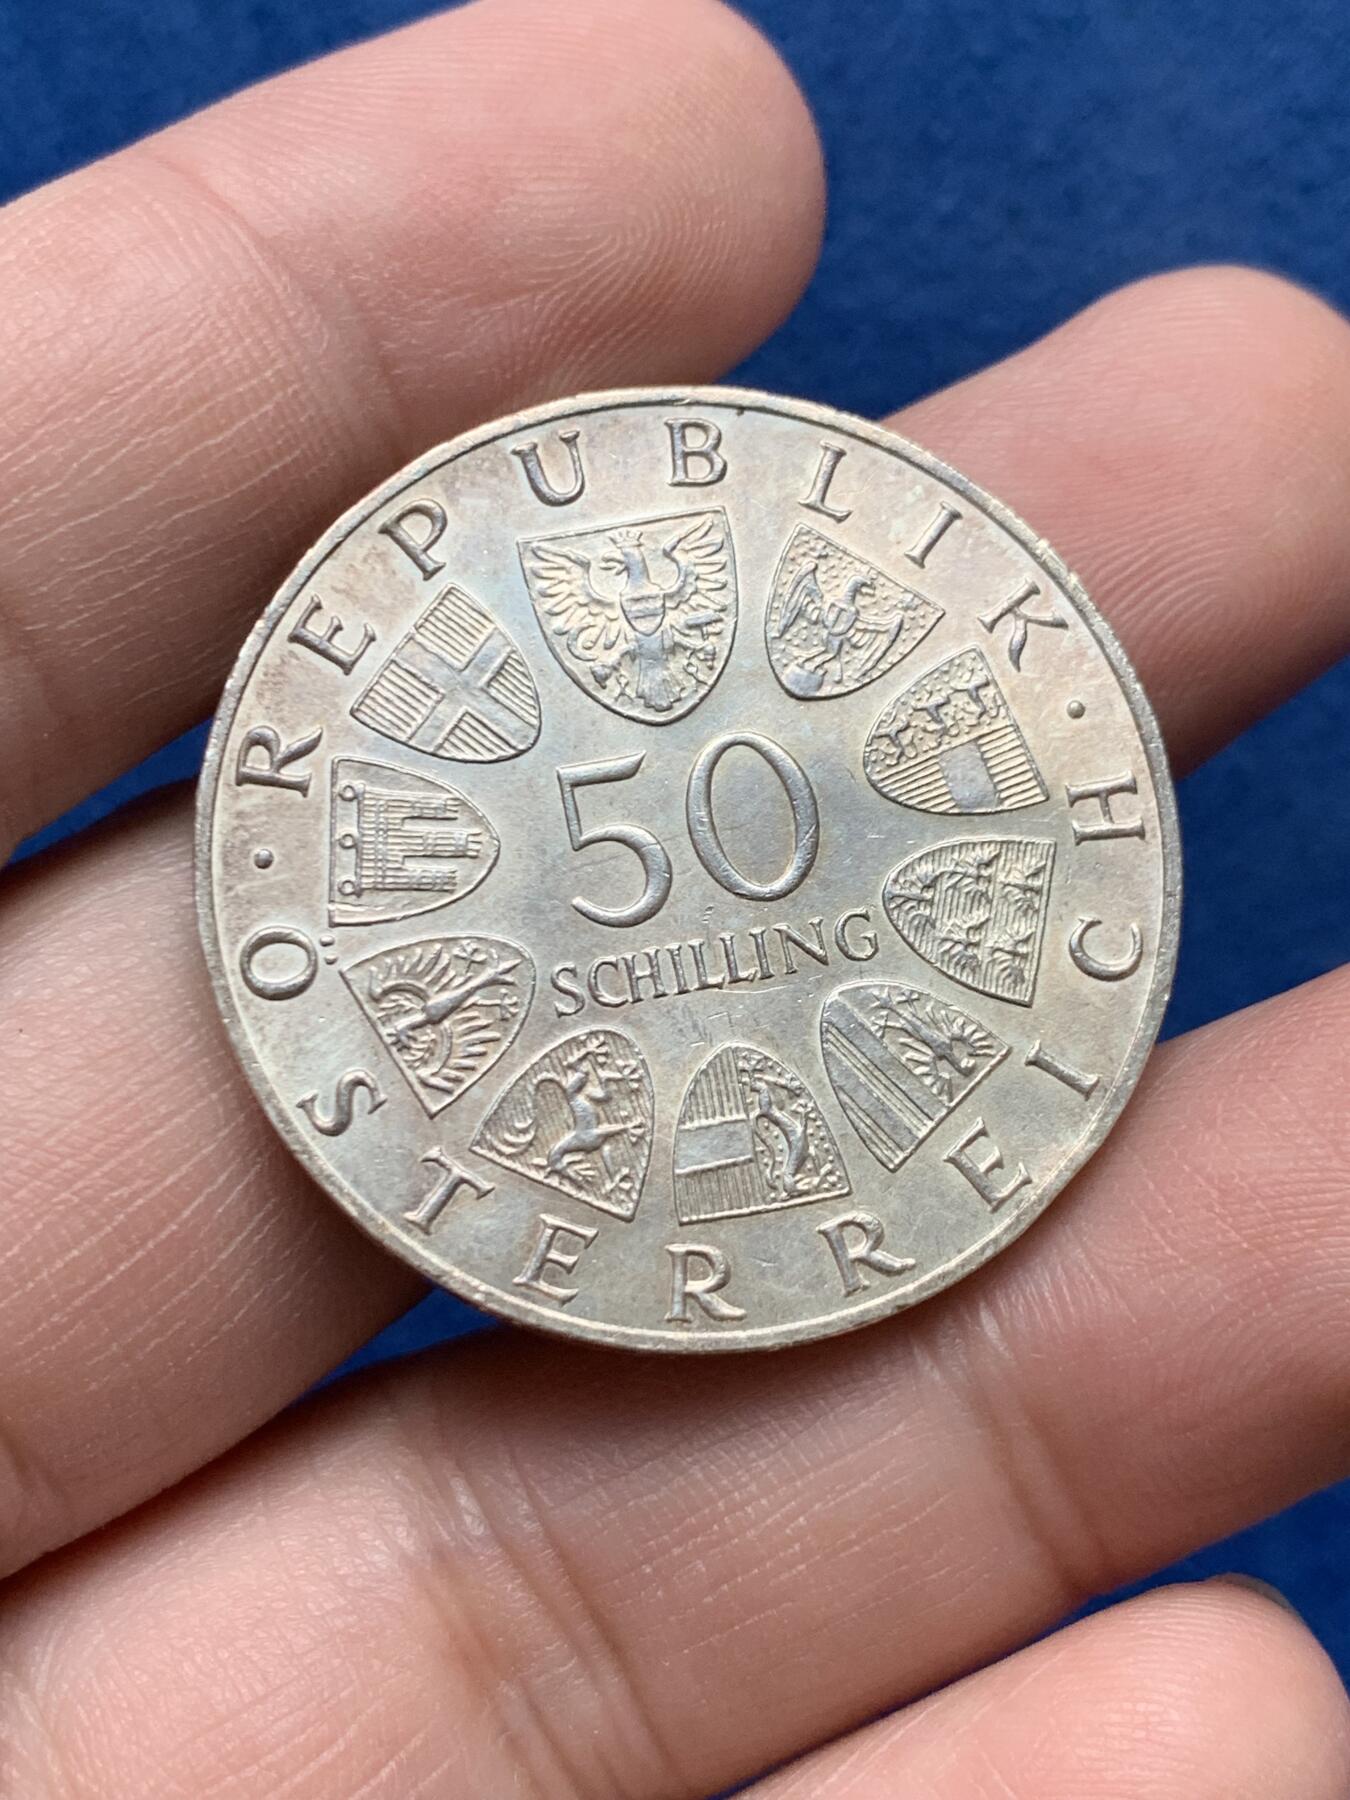 REPUBLIK · ÖSTERREICH ·
50
SCHILLING